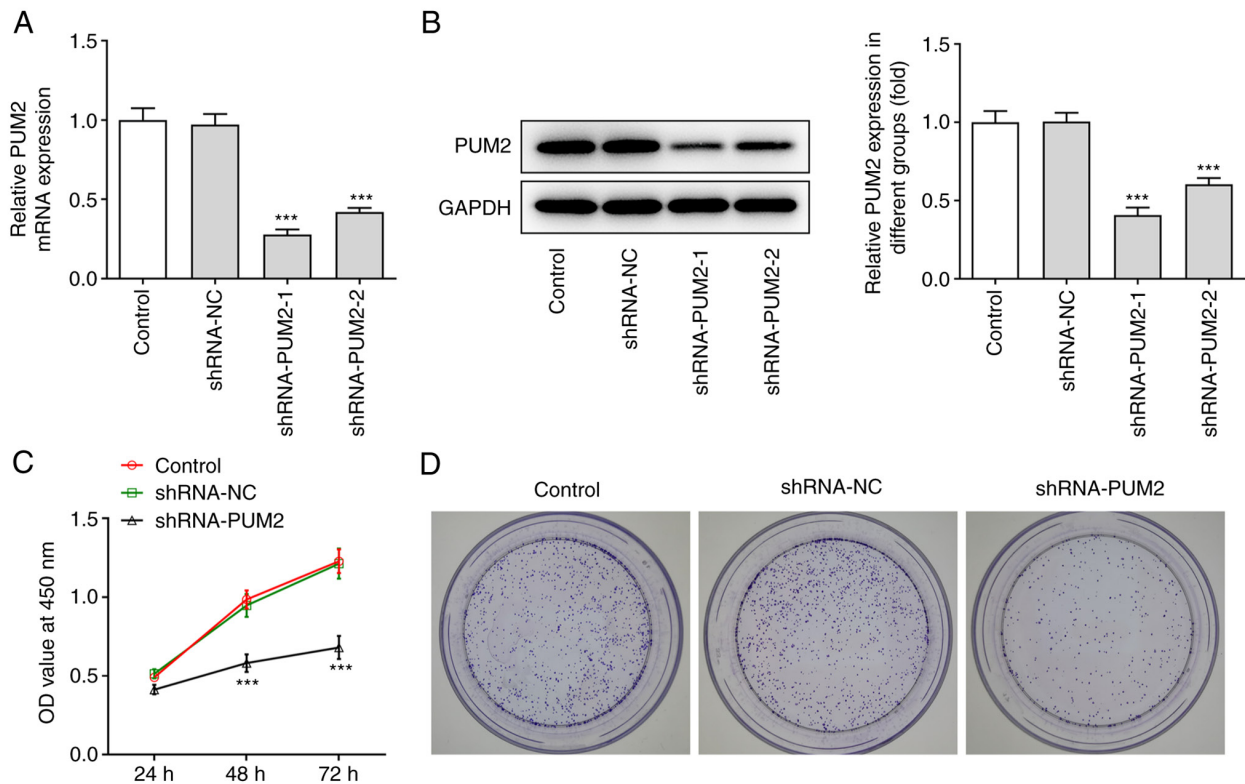 A
Relative PUM2
mRNA expression
1.5
1.0
0.5
0.0
***
***
Control
shRNA-NC
shRNA-PUM2-1
shRNA-PUM2-2
B
PUM2
GAPDH
Control
shRNA-NC
shRNA-PUM2-1
shRNA-PUM2-2
Relative PUM2 expression in
different groups (fold)
1.5
1.0
0.5
0.0
***
***
Control
shRNA-NC
shRNA-PUM2-1
shRNA-PUM2-2
C
Control
shRNA-NC
shRNA-PUM2
OD value at 450 nm
1.5
1.0
0.5
0.0
***
***
24 h
48 h
72 h
D
Control
shRNA-NC
shRNA-PUM2